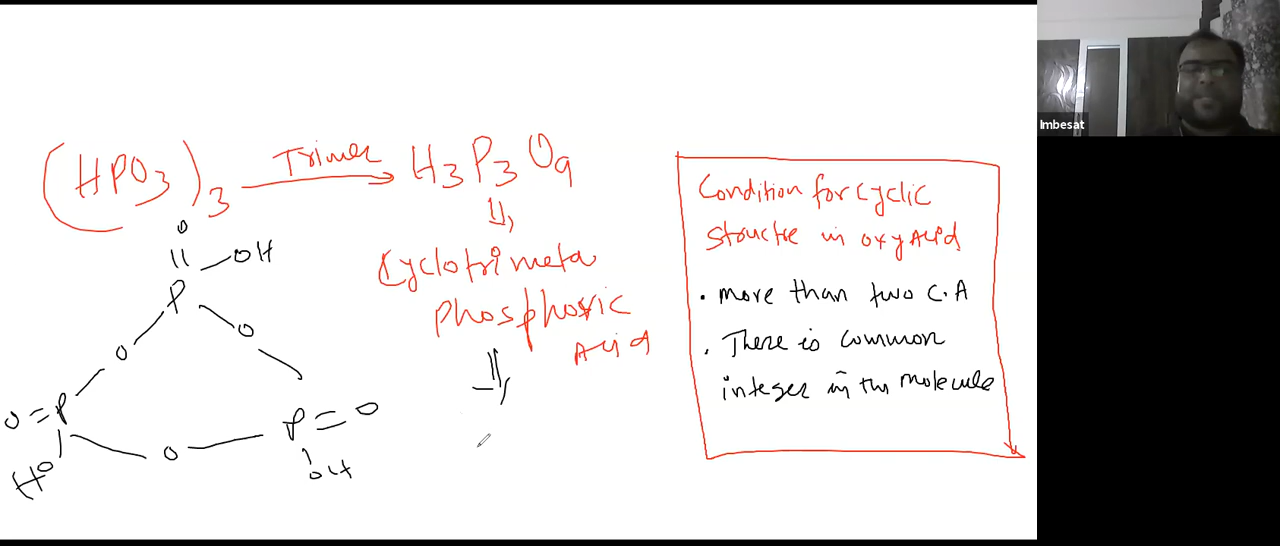 (HPO3)3 Trimer H3P3O9
Cyclotrimeta
phosphoric
Acid
O
OH
P
O
O
O=P
P=O
O
HO
OH
Condition for cyclic
structre in oxyAcid
• more than two C.A
• There is common
integer in the molecule
Imbesat